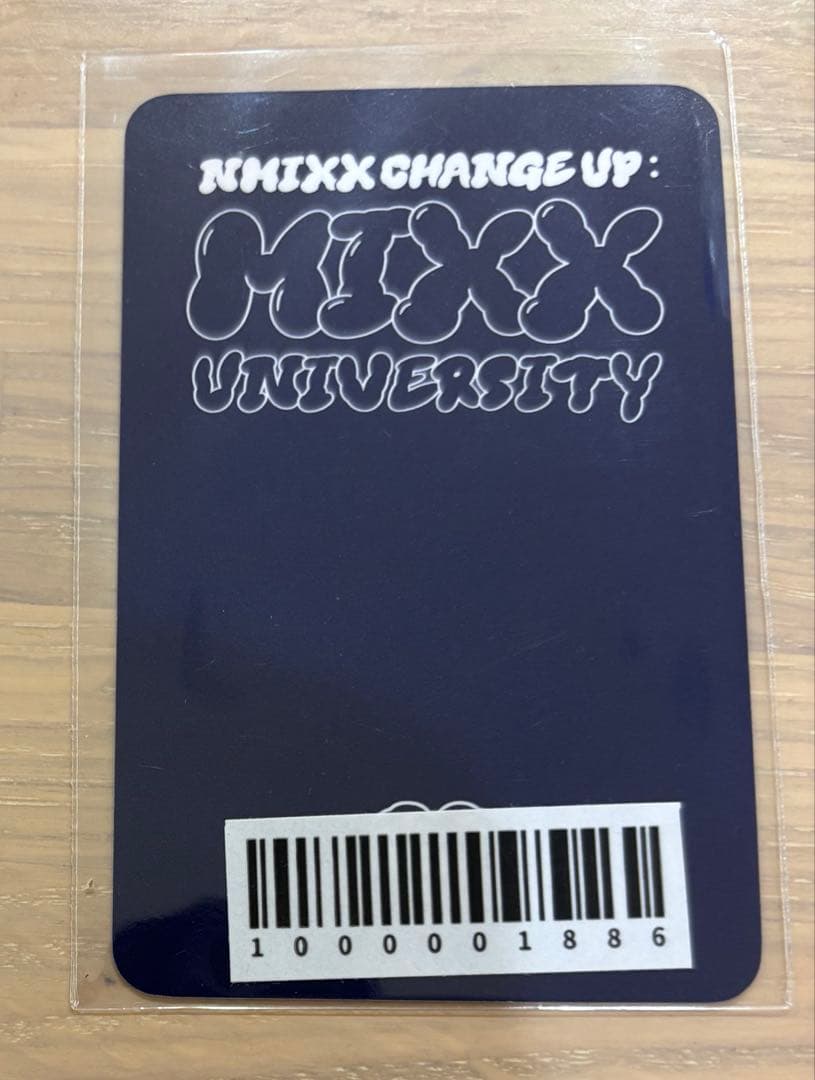 NMIXX CHANGE UP:
MIXX
UNIVERSITY
1000001886